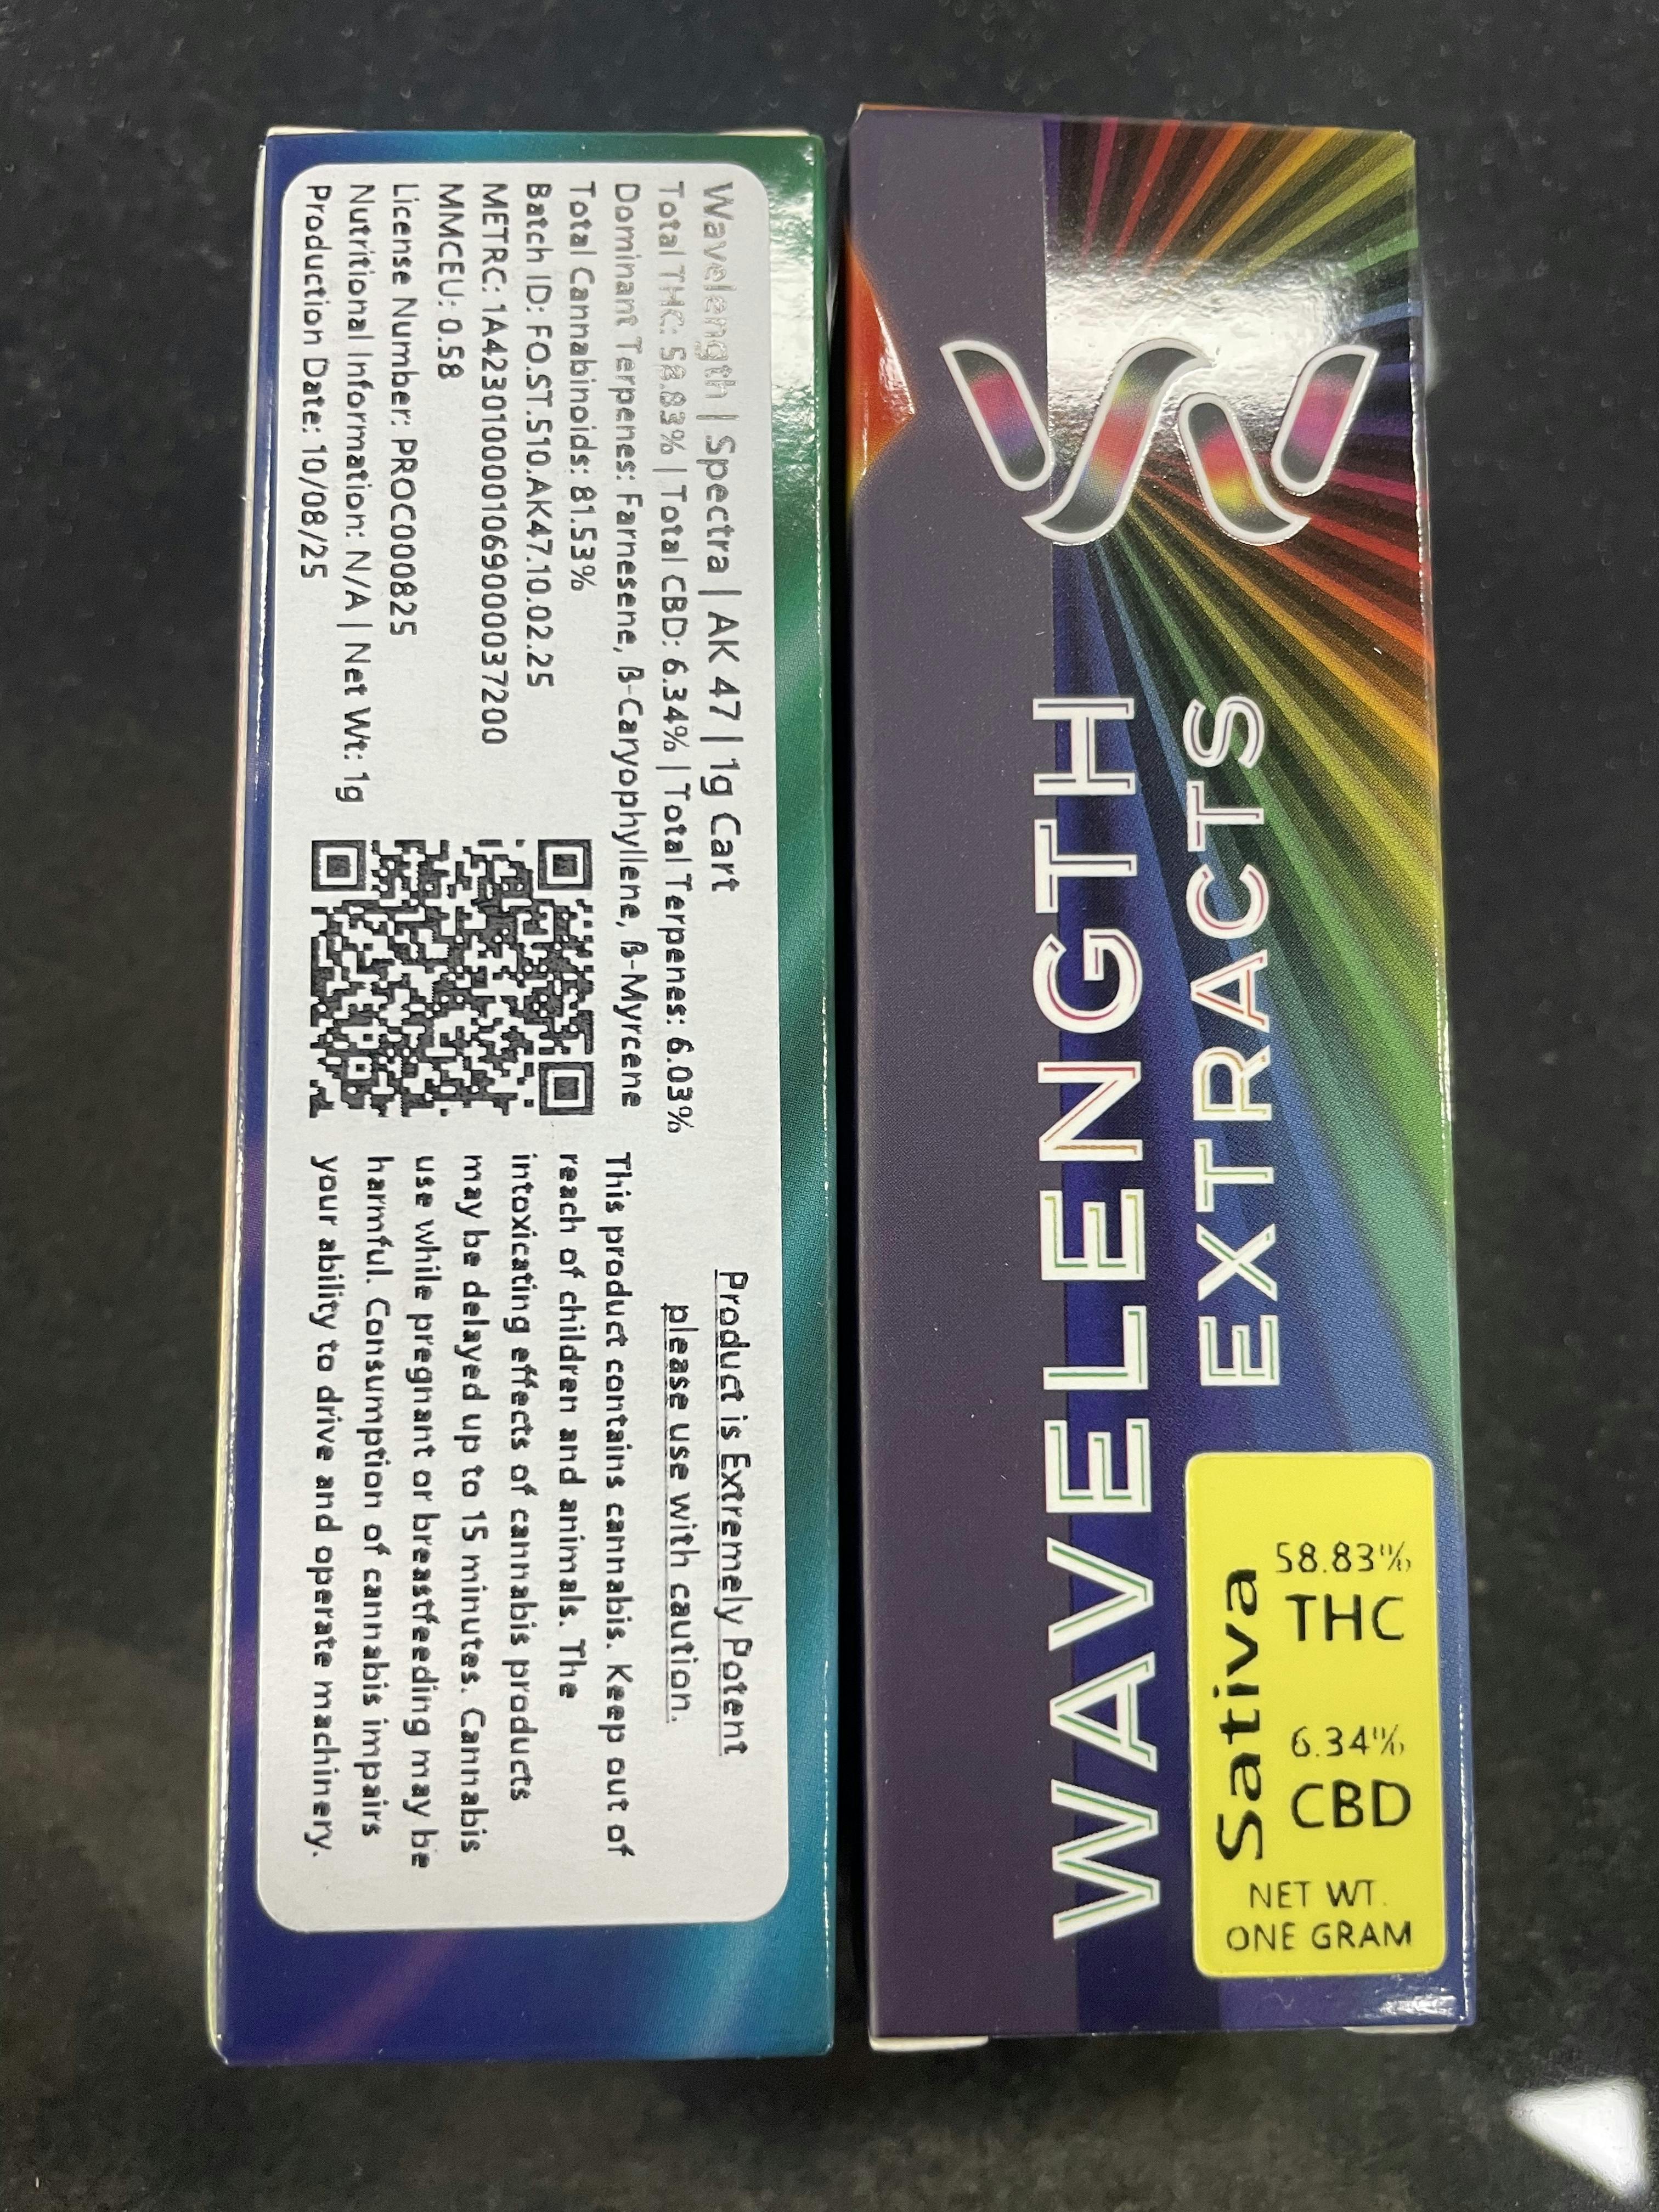 Wavelength | Spectra | AK 47 | 1g Cart
Total THC: 58.83% | Total CBD: 6.34% | Total Terpenes: 6.03%
Dominant Terpenes: Farnesene, ß-Caryophyllene, ß-Myrcene
Total Cannabinoids: 81.53%
Batch ID: FO.ST.510.AK47.10.02.25
METRC: 1A4230100001069000037200
MMCEU: 0.58
License Number: PROC000825
Nutritional Information: N/A | Net Wt: 1g
Production Date: 10/08/25
Product is Extremely Potent
please use with caution.
This product contains cannabis. Keep out of
reach of children and animals. The
intoxicating effects of cannabis products
may be delayed up to 15 minutes. Cannabis
use while pregnant or breastfeeding may be
harmful. Consumption of cannabis impairs
your ability to drive and operate machinery.
WAVELENGTH
EXTRACTS
Sativa
58.83%
THC
6.34%
CBD
NET WT.
ONE GRAM